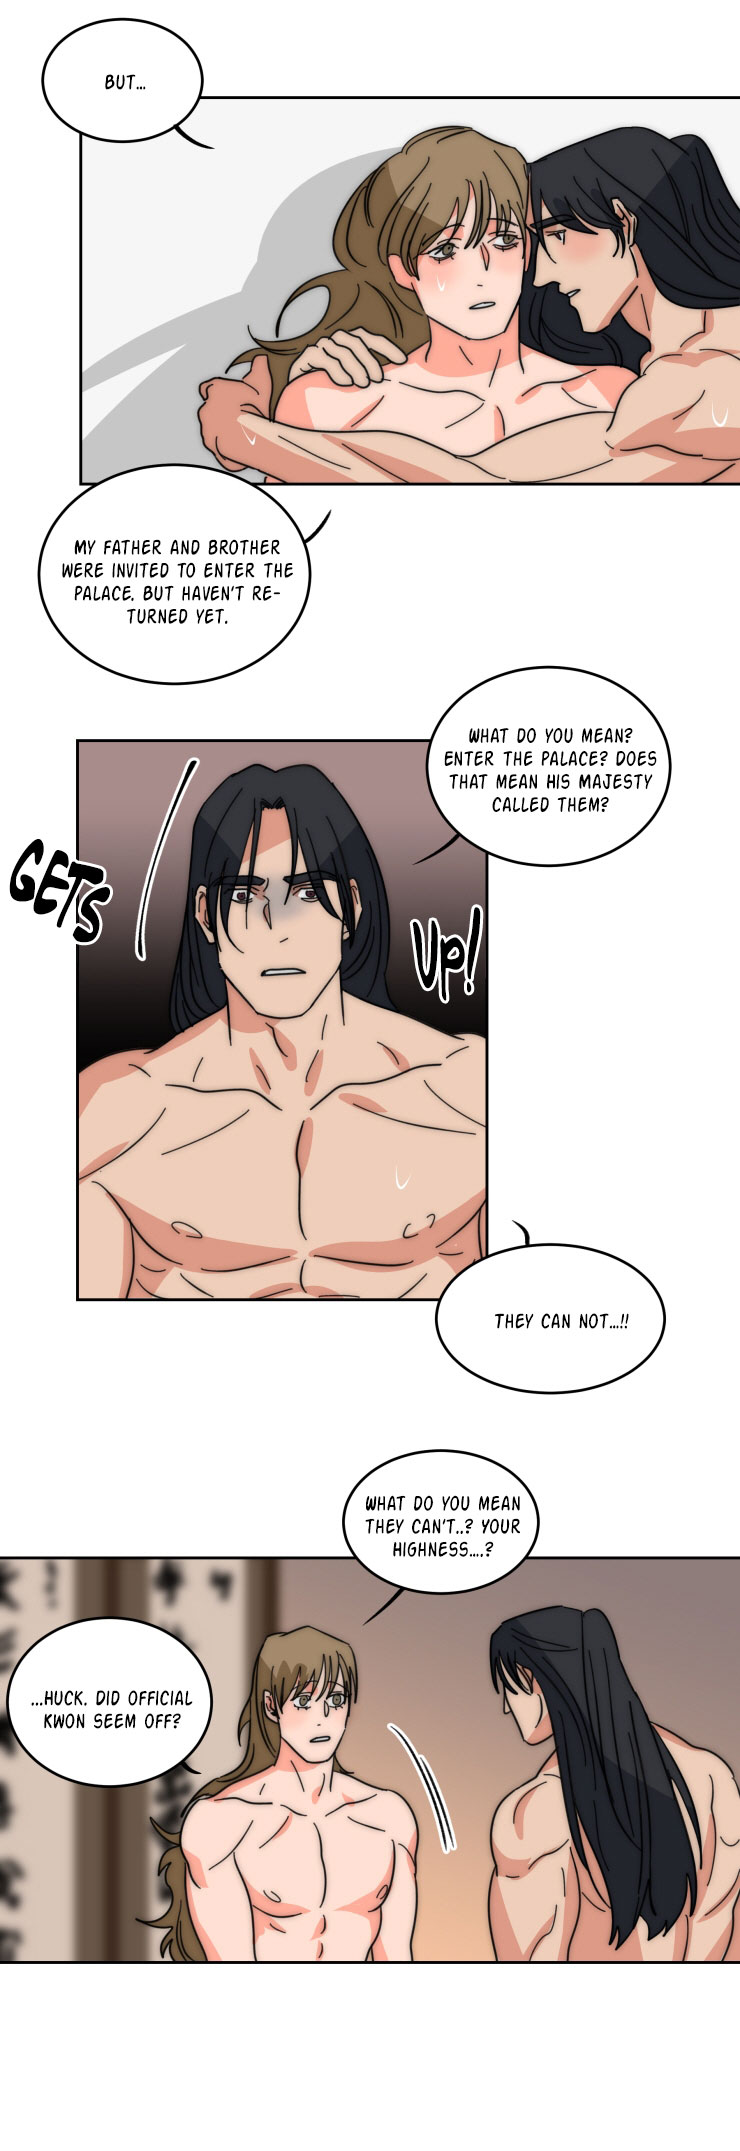 BUT...
MY FATHER AND BROTHER
WERE INVITED TO ENTER THE
PALACE, BUT HAVEN'T RE-
TURNED YET.
WHAT DO YOU MEAN?
ENTER THE PALACE? DOES
THAT MEAN HIS MAJESTY
CALLED THEM?
GETS
UP!
THEY CAN NOT...!!
WHAT DO YOU MEAN
THEY CAN'T..? YOUR
HIGHNESS....?
...HUCK. DID OFFICIAL
KWON SEEM OFF?